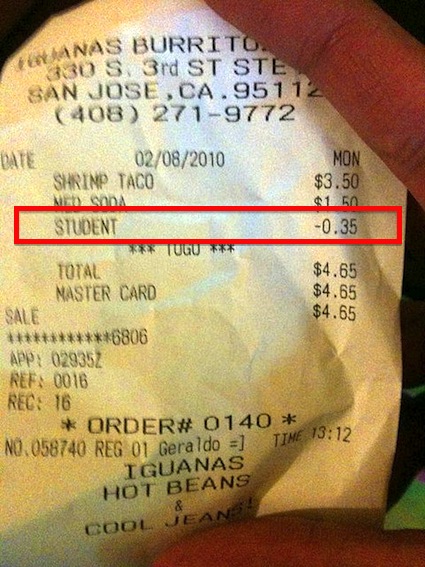 IGUANAS BURRITO
330 S. 3rd ST STE
SAN JOSE,CA.95112
(408) 271-9772
DATE 02/08/2010 MON
SHRIMP TACO $3.50
MED SODA $1.50
STUDENT -0.35
*** TOGO ***
TOTAL $4.65
MASTER CARD $4.65
SALE $4.65
************6806
APP: 02935Z
REF: 0016
REC: 16
* ORDER# 0140 *
NO.058740 REG 01 Geraldo =] TIME 13:12
IGUANAS
HOT BEANS
&
COOL JEANS!